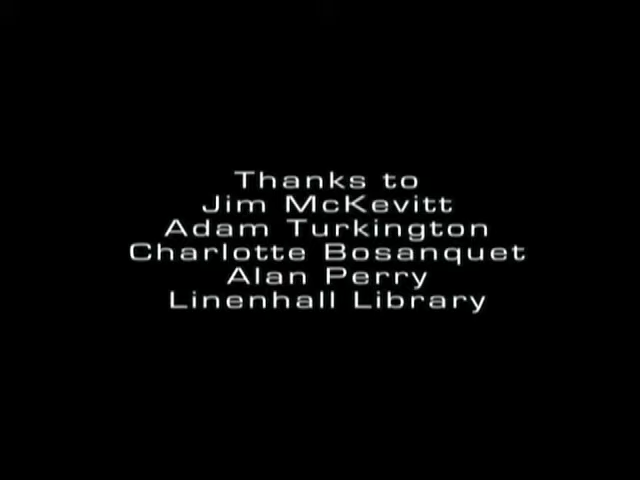 Thanks to
Jim McKevitt
Adam Turkington
Charlotte Bosanquet
Alan Perry
Linenhall Library